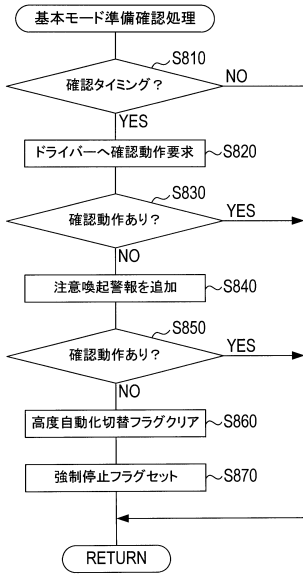 基本モード準備確認処理
S810
確認タイミング？
NO
YES
ドライバーへ確認動作要求
S820
S830
確認動作あり？
YES
NO
注意喚起警報を追加
S840
S850
確認動作あり？
YES
NO
高度自動化切替フラグクリア
S860
強制停止フラグセット
S870
RETURN